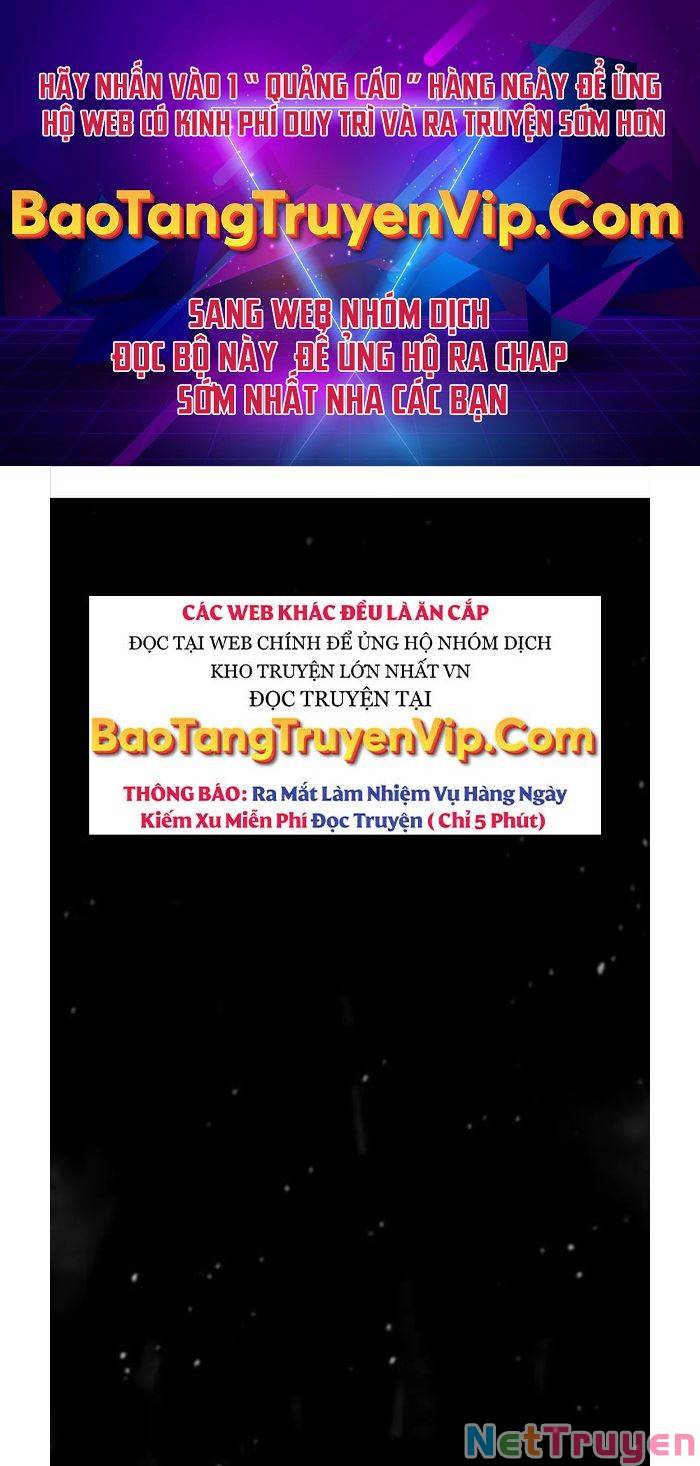 HÃY NHẤN VÀO 1 “ QUẢNG CÁO ” HÀNG NGÀY ĐỂ ỦNG
HỘ WEB CÓ KINH PHÍ DUY TRÌ VÀ RA TRUYỆN SỚM HƠN
BaoTangTruyenVip.Com
SANG WEB NHÓM DỊCH
ĐỌC BỘ NÀY ĐỂ ỦNG HỘ RA CHAP
SỚM NHẤT NHA CÁC BẠN
CÁC WEB KHÁC ĐỀU LÀ ĂN CẮP
ĐỌC TẠI WEB CHÍNH ĐỂ ỦNG HỘ NHÓM DỊCH
KHO TRUYỆN LỚN NHẤT VN
ĐỌC TRUYỆN TẠI
BaoTangTruyenVip.Com
THÔNG BÁO: Ra Mắt Làm Nhiệm Vụ Hàng Ngày
Kiếm Xu Miễn Phí Đọc Truyện ( Chỉ 5 Phút)
NetTruyen